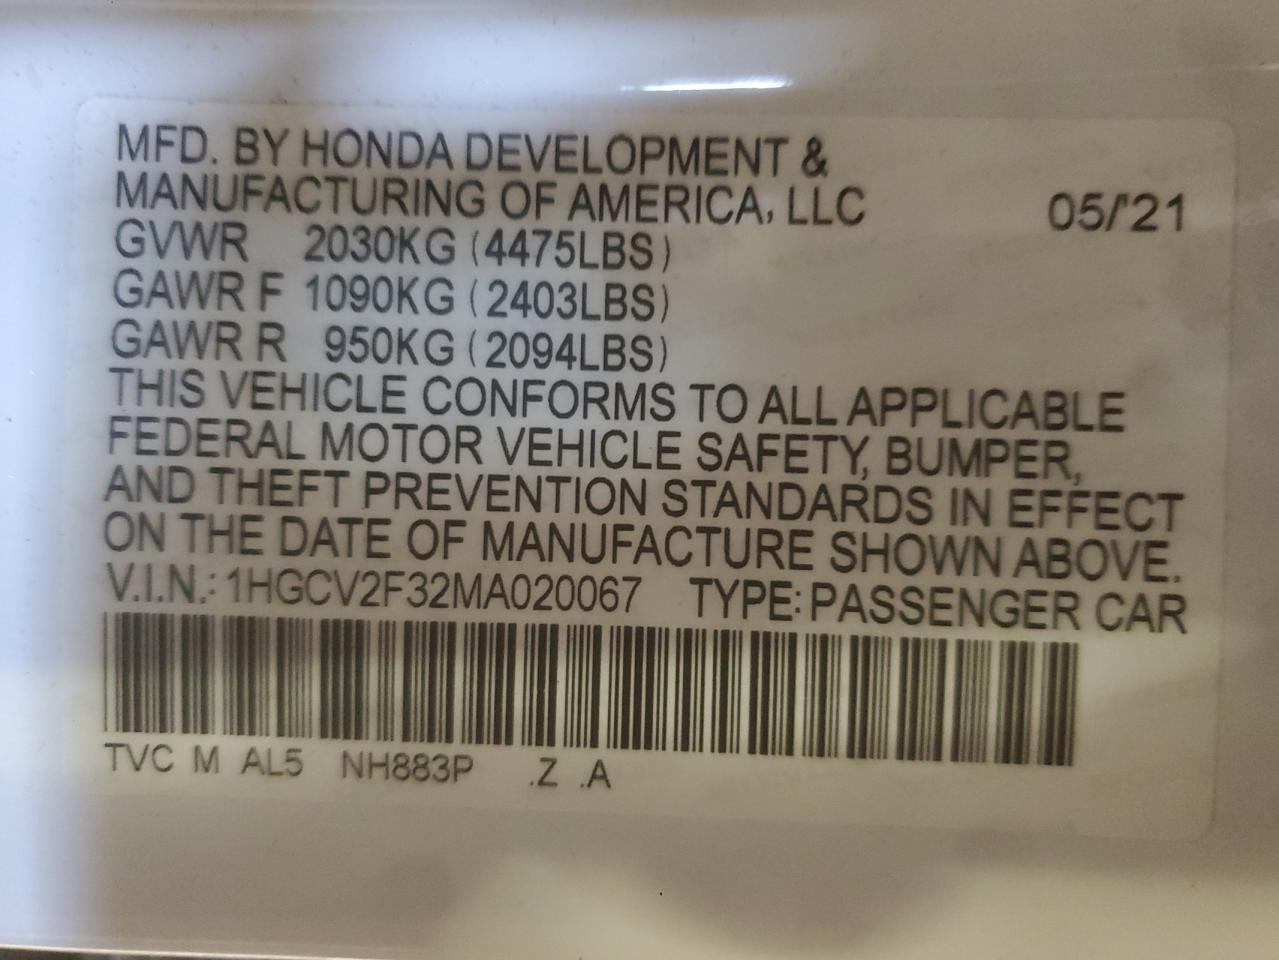 MFD. BY HONDA DEVELOPMENT &
MANUFACTURING OF AMERICA, LLC 05/'21
GVWR 2030KG (4475LBS)
GAWR F 1090KG (2403LBS)
GAWR R 950KG (2094LBS)
THIS VEHICLE CONFORMS TO ALL APPLICABLE
FEDERAL MOTOR VEHICLE SAFETY, BUMPER,
AND THEFT PREVENTION STANDARDS IN EFFECT
ON THE DATE OF MANUFACTURE SHOWN ABOVE.
V.I.N.: 1HGCV2F32MA020067 TYPE: PASSENGER CAR
TVC M AL5 NH883P .Z .A